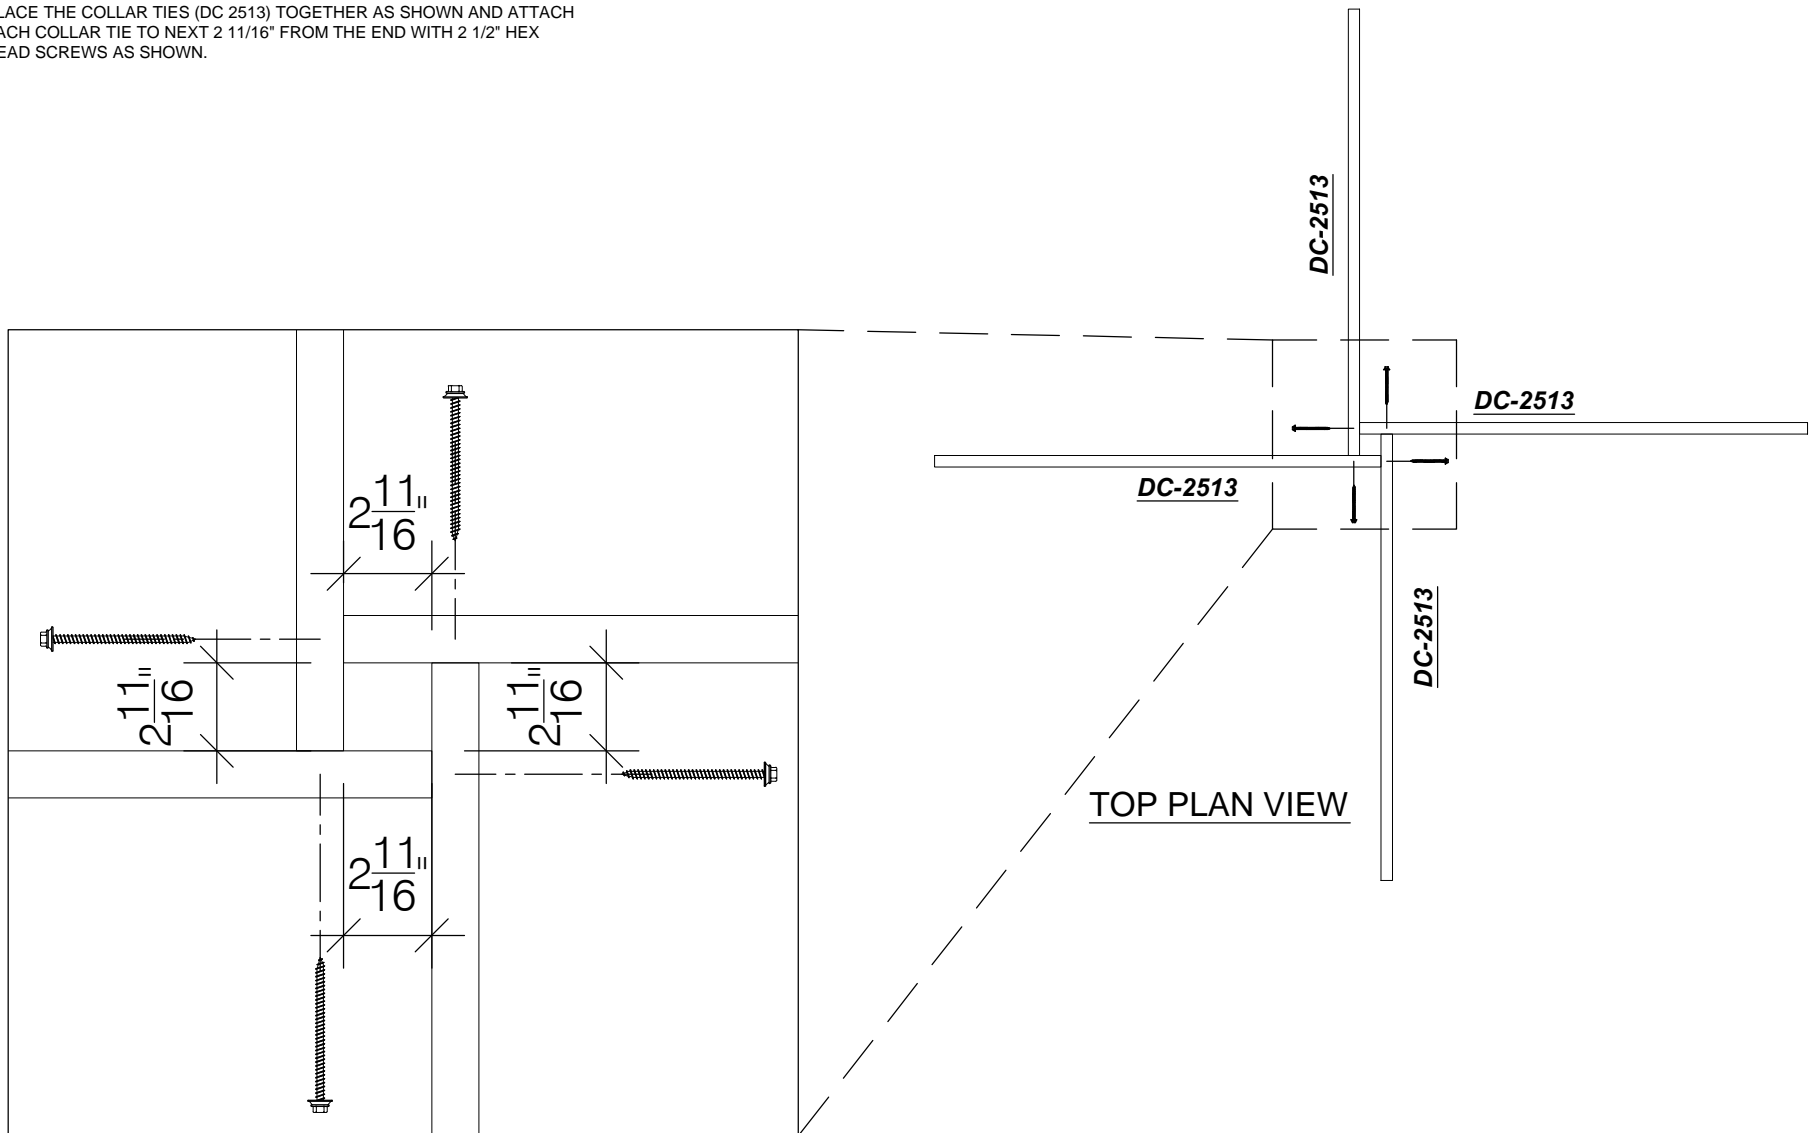 LACE THE COLLAR TIES (DC 2513) TOGETHER AS SHOWN AND ATTACH
ACH COLLAR TIE TO NEXT 2 11/16" FROM THE END WITH 2 1/2" HEX
EAD SCREWS AS SHOWN.
DC-2513
DC-2513
DC-2513
DC-2513
2 11/16"
2 11/16"
2 11/16"
2 11/16"
TOP PLAN VIEW